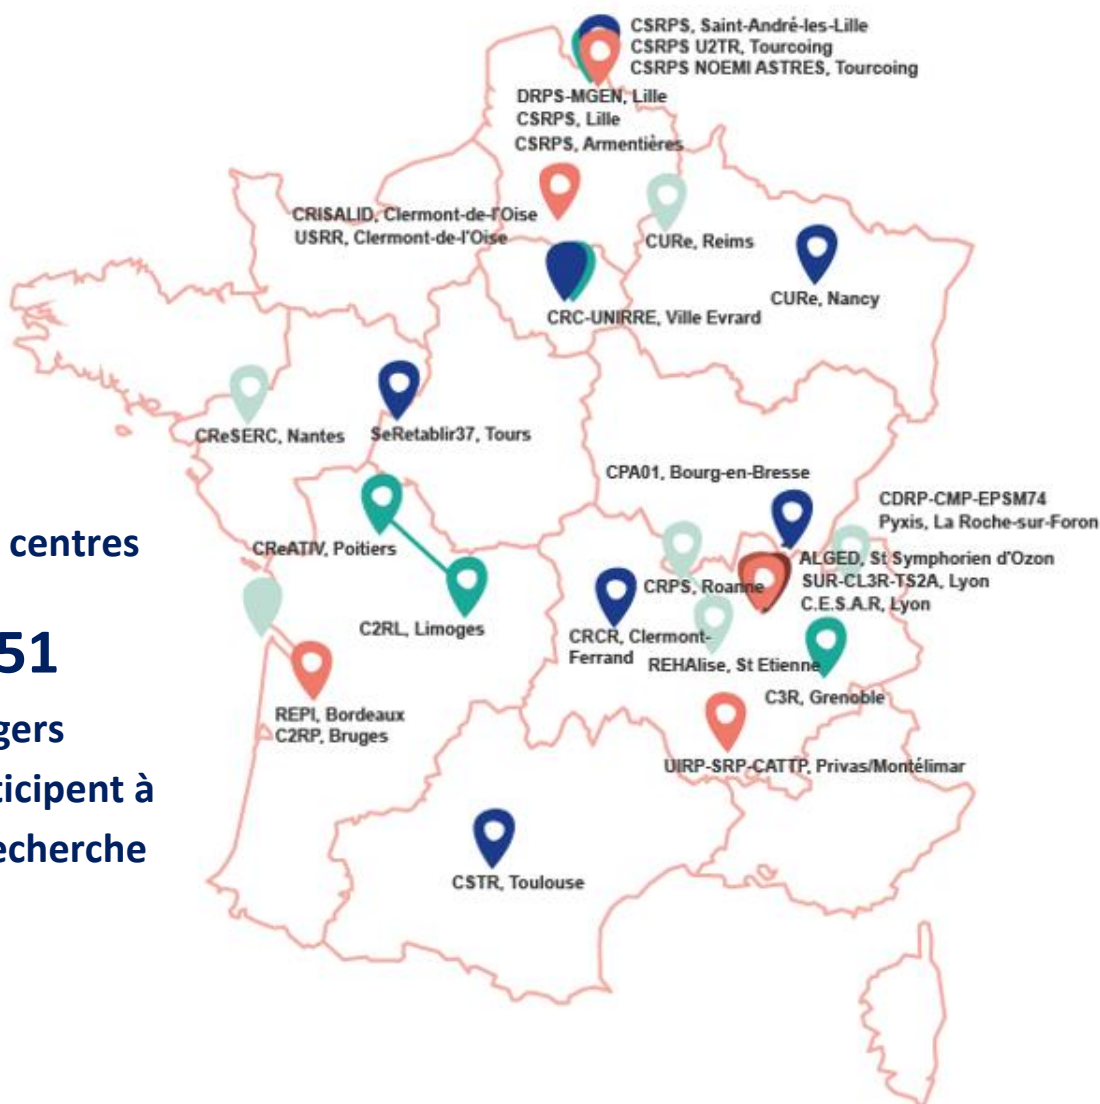 CSRPS, Saint-André-les-Lille
CSRPS U2TR, Tourcoing
CSRPS NOEMI ASTRES, Tourcoing
DRPS-MGEN, Lille
CSRPS, Lille
CSRPS, Armentières
CRISALID, Clermont-de-l'Oise
USRR, Clermont-de-l'Oise
CURe, Reims
CURe, Nancy
CRC-UNIRRE, Ville Evrard
CReSERC, Nantes
SeRetablir37, Tours
CPA01, Bourg-en-Bresse
CDRP-CMP-EPSM74
Pyxis, La Roche-sur-Foron
centres
CReATIV, Poitiers
ALGED, St Symphorien d'Ozon
SUR-CL3R-TS2A, Lyon
C.E.S.A.R, Lyon
CRPS, Roanne
C2RL, Limoges
CRCR, Clermont-
Ferrand
REHAlise, St Etienne
51
C3R, Grenoble
REPI, Bordeaux
C2RP, Bruges
gers
UIRP-SRP-CATTP, Privas/Montélimar
ticipent à
echerche
CSTR, Toulouse